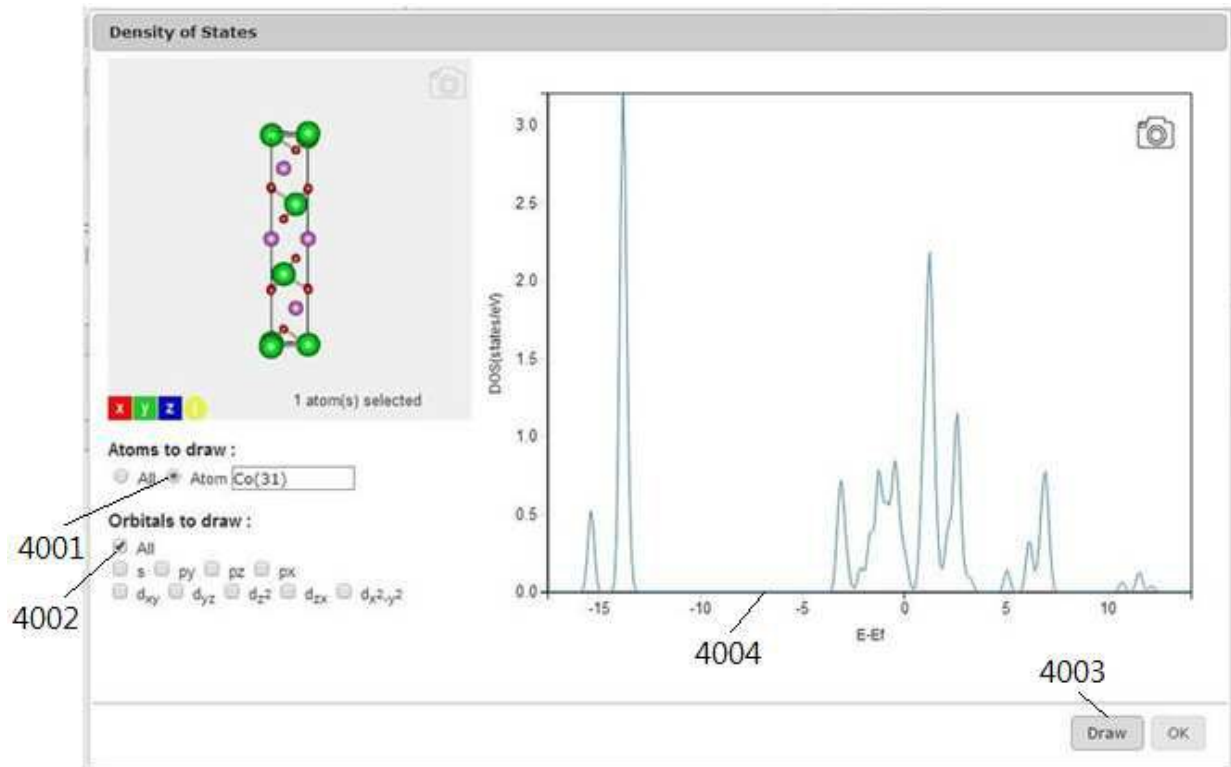 Density of States
x y z
1 atom(s) selected
Atoms to draw :
All Atom Co(31)
Orbitals to draw :
All
s py pz px
dxy dyz dz2 dzx dx2-y2
4001
4002
3.0
2.5
2.0
1.5
1.0
0.5
0.0
DOS(states/eV)
-15 -10 -5 0 5 10
E-Ef
4004
4003
Draw OK